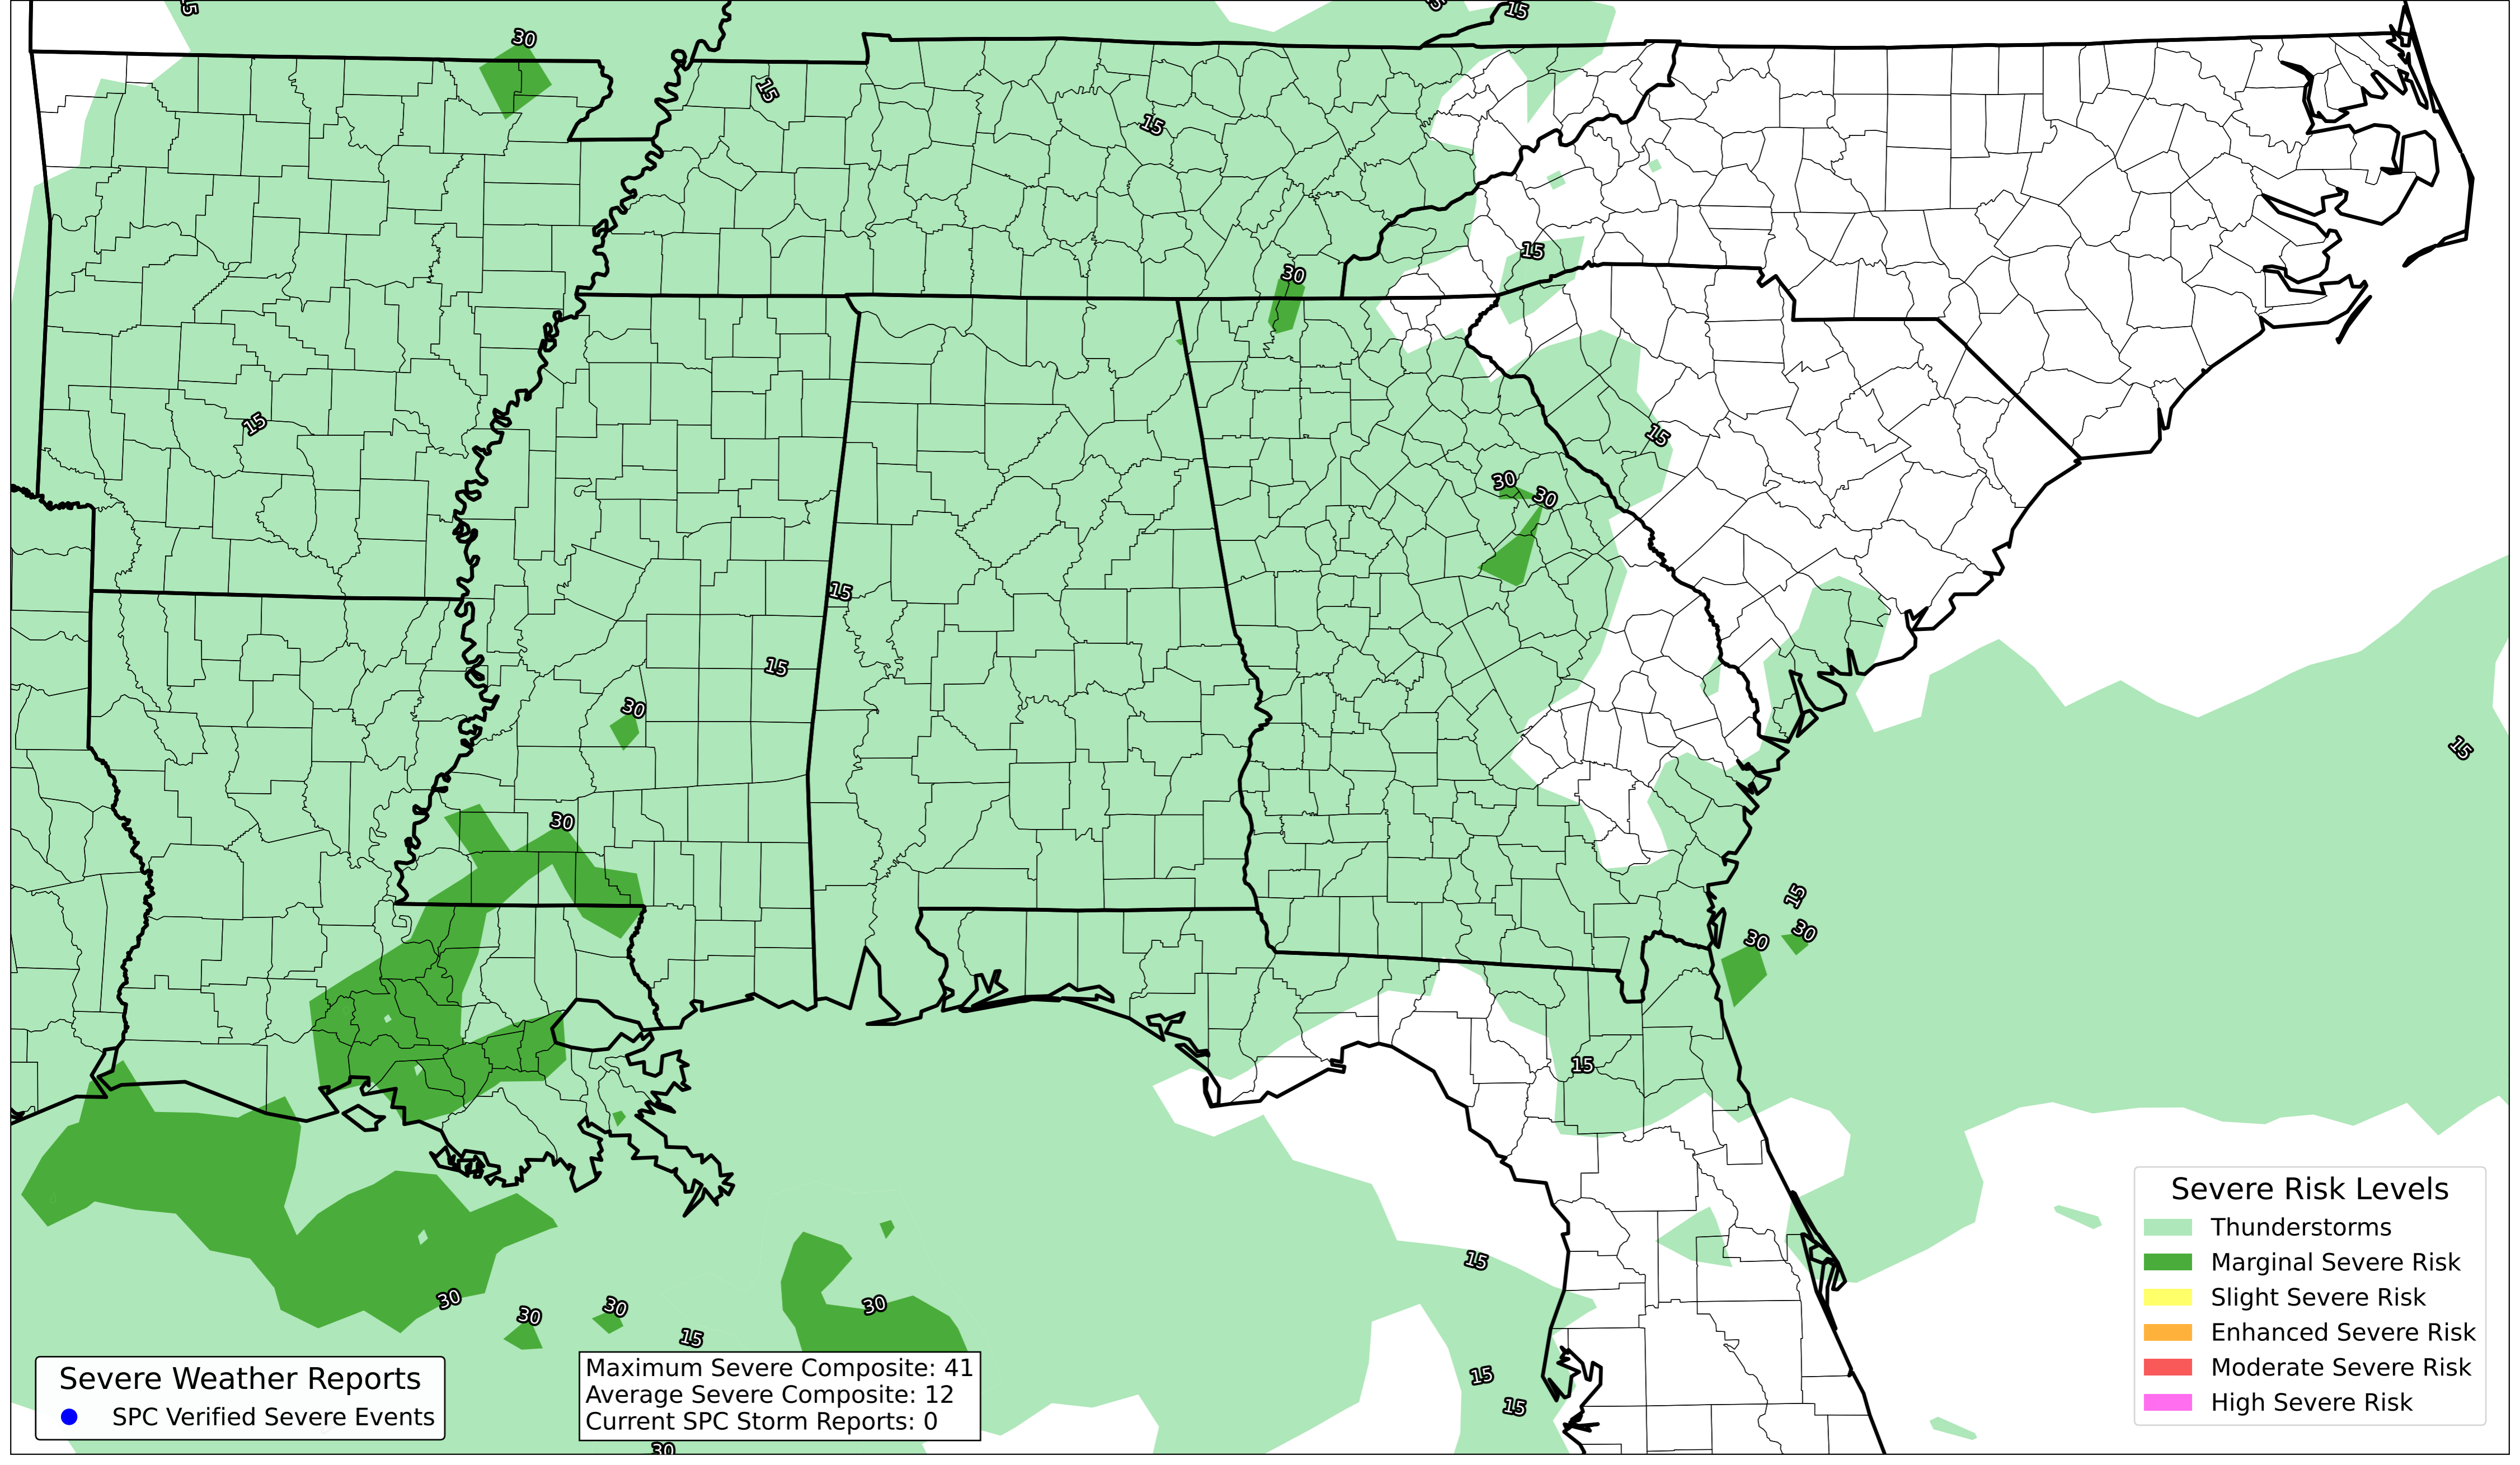 15
15
15
30
15
15
15
30
15
15
30
30
15
15
30
15
30
15
30
30
15
15
30
30
30
30
15
15
15
30
Severe Weather Reports
SPC Verified Severe Events
Maximum Severe Composite: 41
Average Severe Composite: 12
Current SPC Storm Reports: 0
Severe Risk Levels
Thunderstorms
Marginal Severe Risk
Slight Severe Risk
Enhanced Severe Risk
Moderate Severe Risk
High Severe Risk